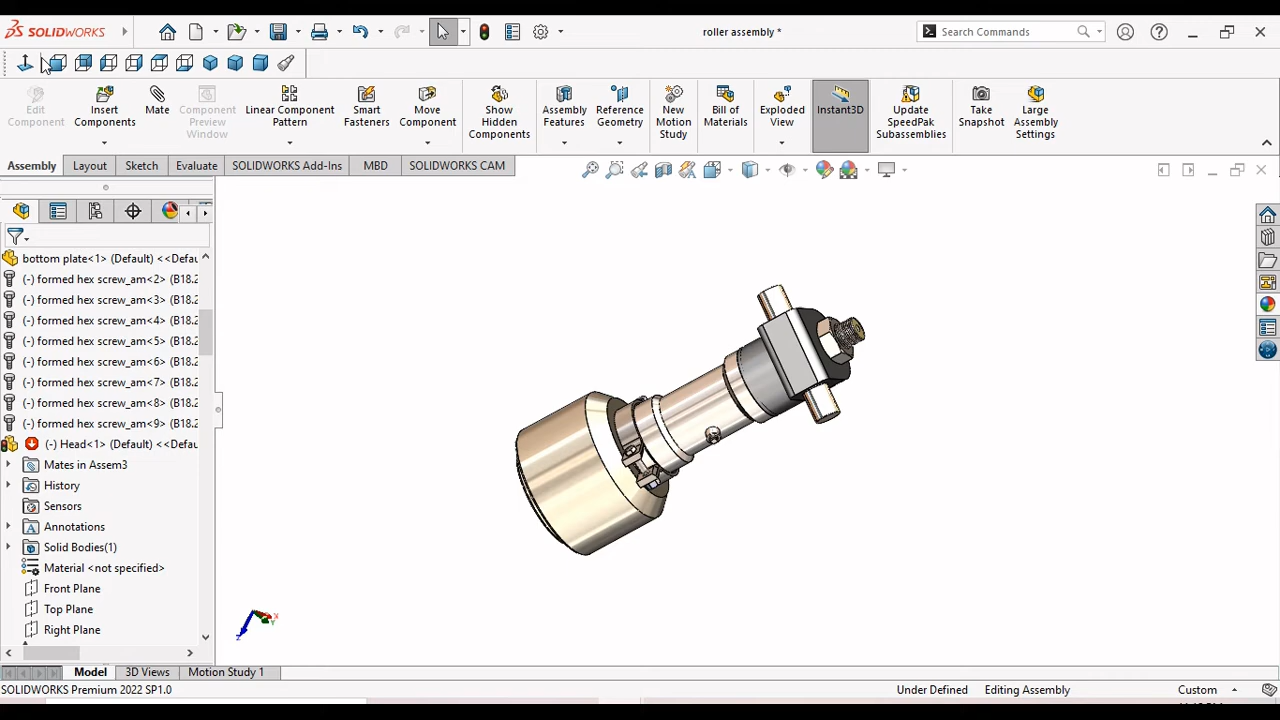 SOLIDWORKS
roller assembly *
Search Commands
Edit Component
Insert Components
Mate
Component Preview Window
Linear Component Pattern
Smart Fasteners
Move Component
Show Hidden Components
Assembly Features
Reference Geometry
New Motion Study
Bill of Materials
Exploded View
Instant3D
Update SpeedPak Subassemblies
Take Snapshot
Large Assembly Settings
Assembly
Layout
Sketch
Evaluate
SOLIDWORKS Add-Ins
MBD
SOLIDWORKS CAM
bottom plate<1> (Default) <<Defau
(-) formed hex screw_am<2> (B18.2
(-) formed hex screw_am<3> (B18.2
(-) formed hex screw_am<4> (B18.2
(-) formed hex screw_am<5> (B18.2
(-) formed hex screw_am<6> (B18.2
(-) formed hex screw_am<7> (B18.2
(-) formed hex screw_am<8> (B18.2
(-) formed hex screw_am<9> (B18.2
(-) Head<1> (Default) <<Defau
Mates in Assem3
History
Sensors
Annotations
Solid Bodies(1)
Material <not specified>
Front Plane
Top Plane
Right Plane
Model
3D Views
Motion Study 1
SOLIDWORKS Premium 2022 SP1.0
Under Defined
Editing Assembly
Custom